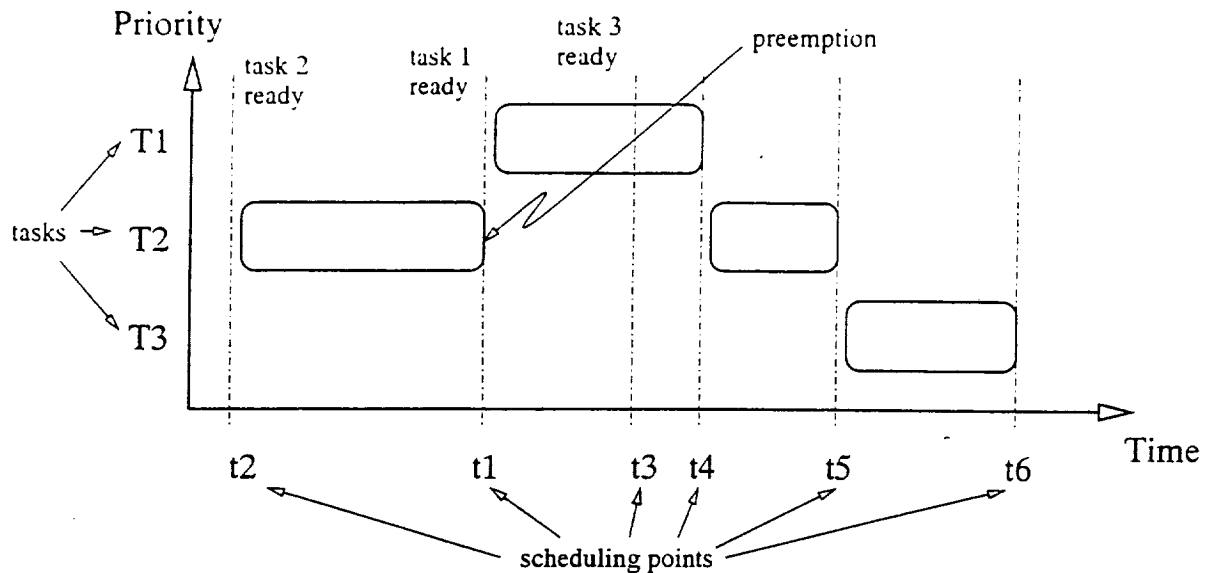 Priority
task 2
ready
task 1
ready
task 3
ready
preemption
T1
tasks
T2
T3
Time
t2
t1
t3
t4
t5
t6
scheduling points